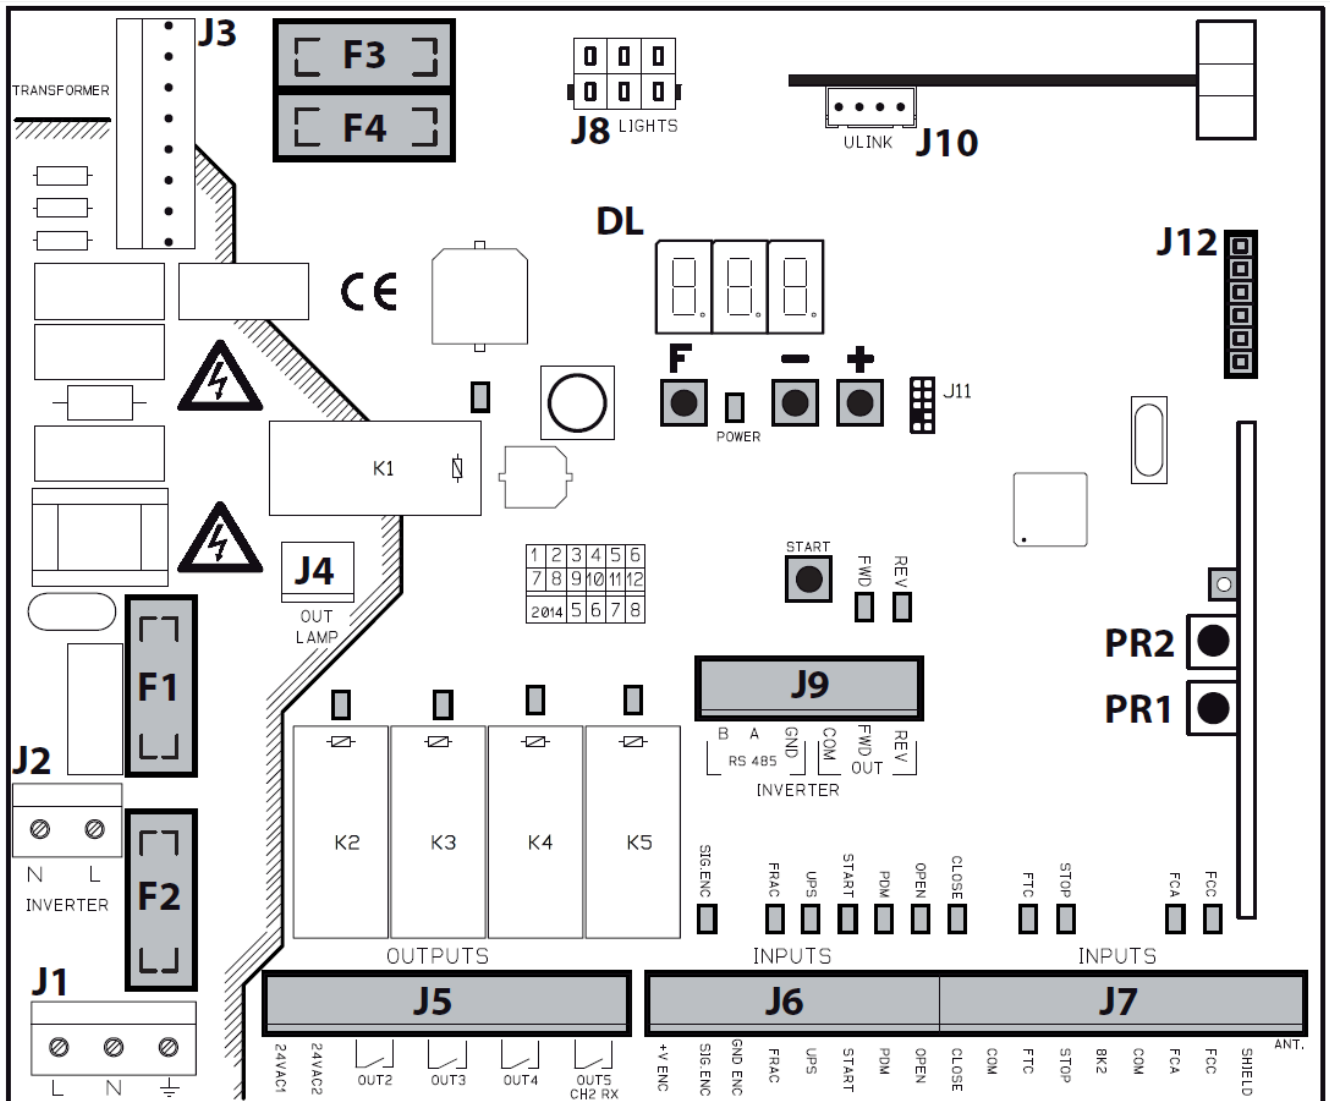 J3
F3
TRANSFORMER
F4
J8 LIGHTS
ULINK
J10
DL
J12
CE
8.8.8.
F - +
J11
POWER
K1
START
FWD
REV
J4
OUT
LAMP
1 2 3 4 5 6
7 8 9 10 11 12
2014 5 6 7 8
PR2
F1
J9
PR1
J2
B A GND COM FWD REV
RS 485 OUT
INVERTER
N L
INVERTER
F2
K2 K3 K4 K5
SIG.ENC FRAC UPS START PDM OPEN CLOSE FTC STOP FCA FCC
OUTPUTS INPUTS INPUTS
J1
J5 J6 J7
ANT.
24VAC1 24VAC2 OUT2 OUT3 OUT4 OUT5
CH2 RX
+V ENC SIG.ENC GND ENC FRAC UPS START PDM OPEN CLOSE COM FTC STOP 8K2 COM FCA FCC SHIELD
L N